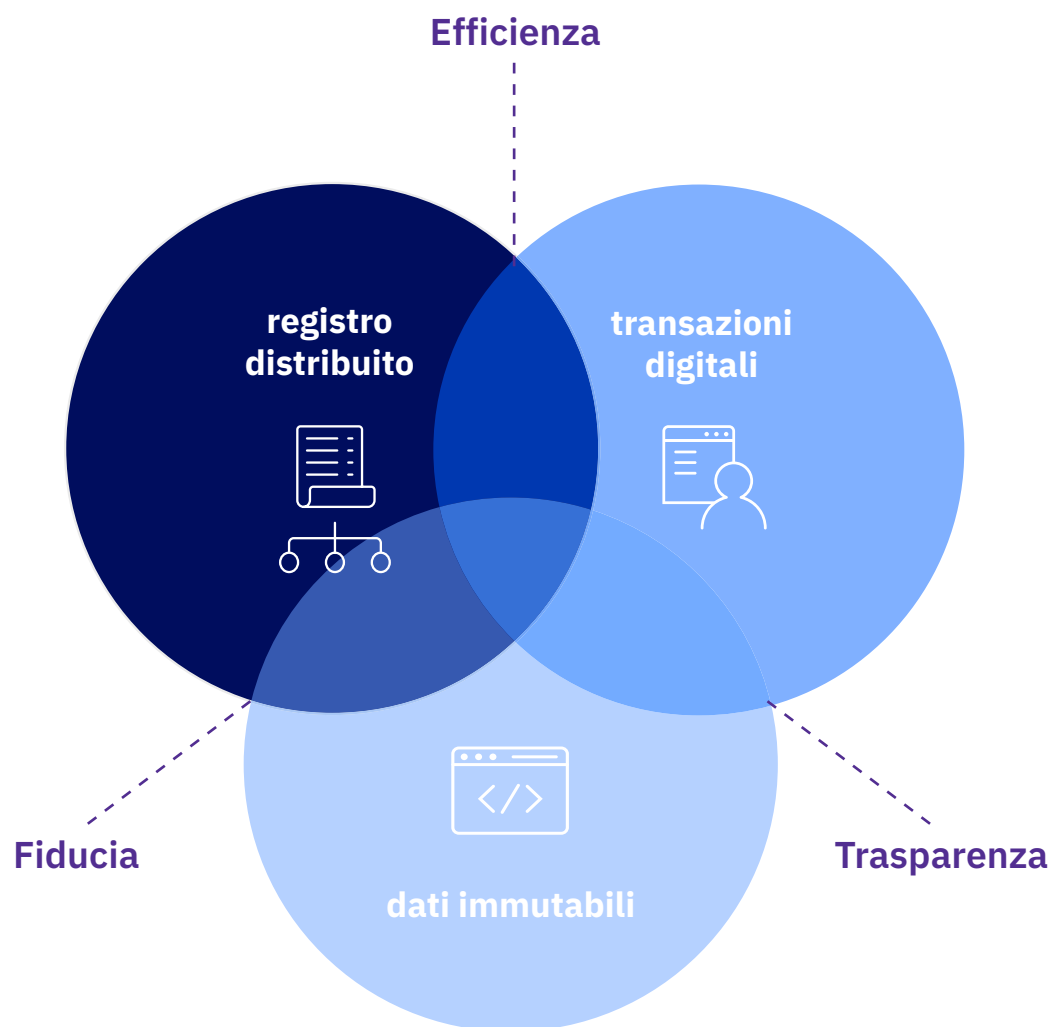 Efficienza
registro
distribuito
transazioni
digitali
Fiducia
Trasparenza
dati immutabili